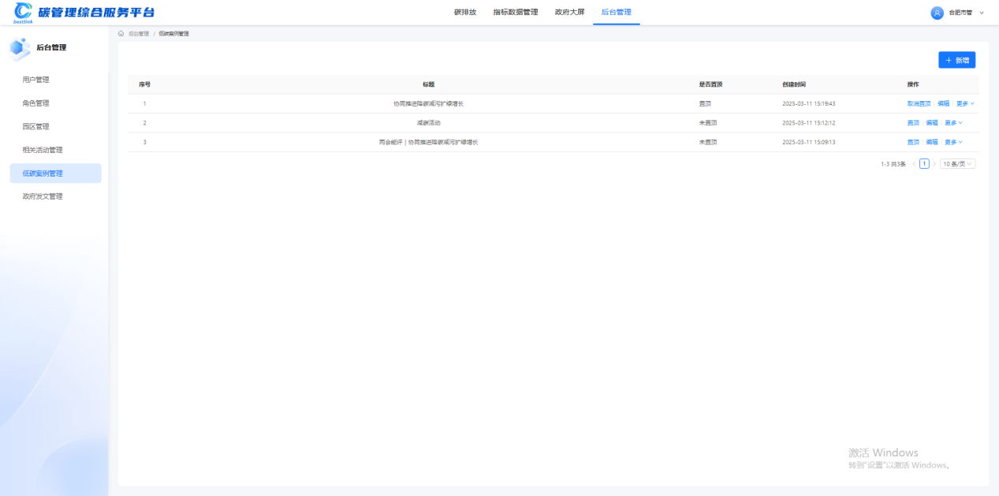 bestlink
碳管理综合服务平台 碳排放 指标数据管理 政府大屏 后台管理 合肥市管
后台管理 / 低碳案例管理
后台管理
用户管理
角色管理
园区管理
相关活动管理
低碳案例管理
政府发文管理
+ 新增
序号 标题 是否置顶 创建时间 操作
1 协同推进降碳减污扩绿增长 置顶 2025-03-11 15:19:43 取消置顶 编辑 更多
2 减碳活动 未置顶 2025-03-11 15:12:12 置顶 编辑 更多
3 两会能评 | 协同推进降碳减污扩绿增长 未置顶 2025-03-11 15:09:13 置顶 编辑 更多
1-3 共3条 < 1 > 10 条/页
激活 Windows
转到"设置"以激活 Windows。